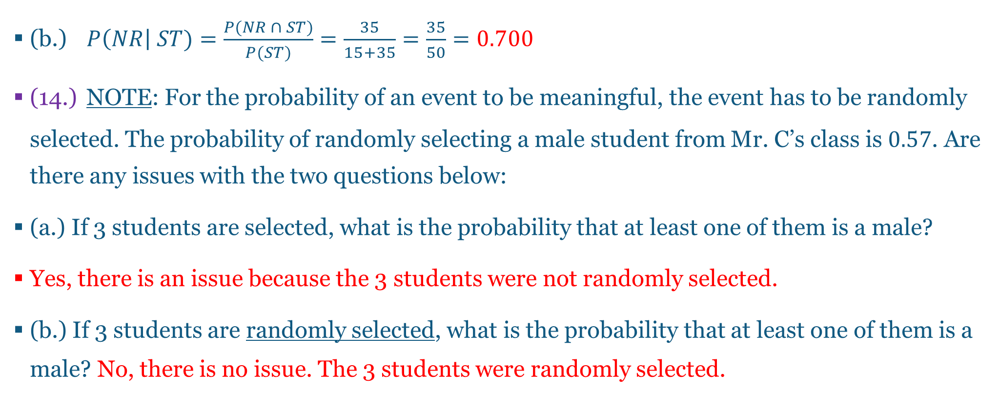 ▪ (b.) P(NR| ST) = P(NR ∩ ST)/P(ST) = 35/15+35 = 35/50 = 0.700
▪ (14.) NOTE: For the probability of an event to be meaningful, the event has to be randomly
selected. The probability of randomly selecting a male student from Mr. C’s class is 0.57. Are
there any issues with the two questions below:
▪ (a.) If 3 students are selected, what is the probability that at least one of them is a male?
▪ Yes, there is an issue because the 3 students were not randomly selected.
▪ (b.) If 3 students are randomly selected, what is the probability that at least one of them is a
male? No, there is no issue. The 3 students were randomly selected.